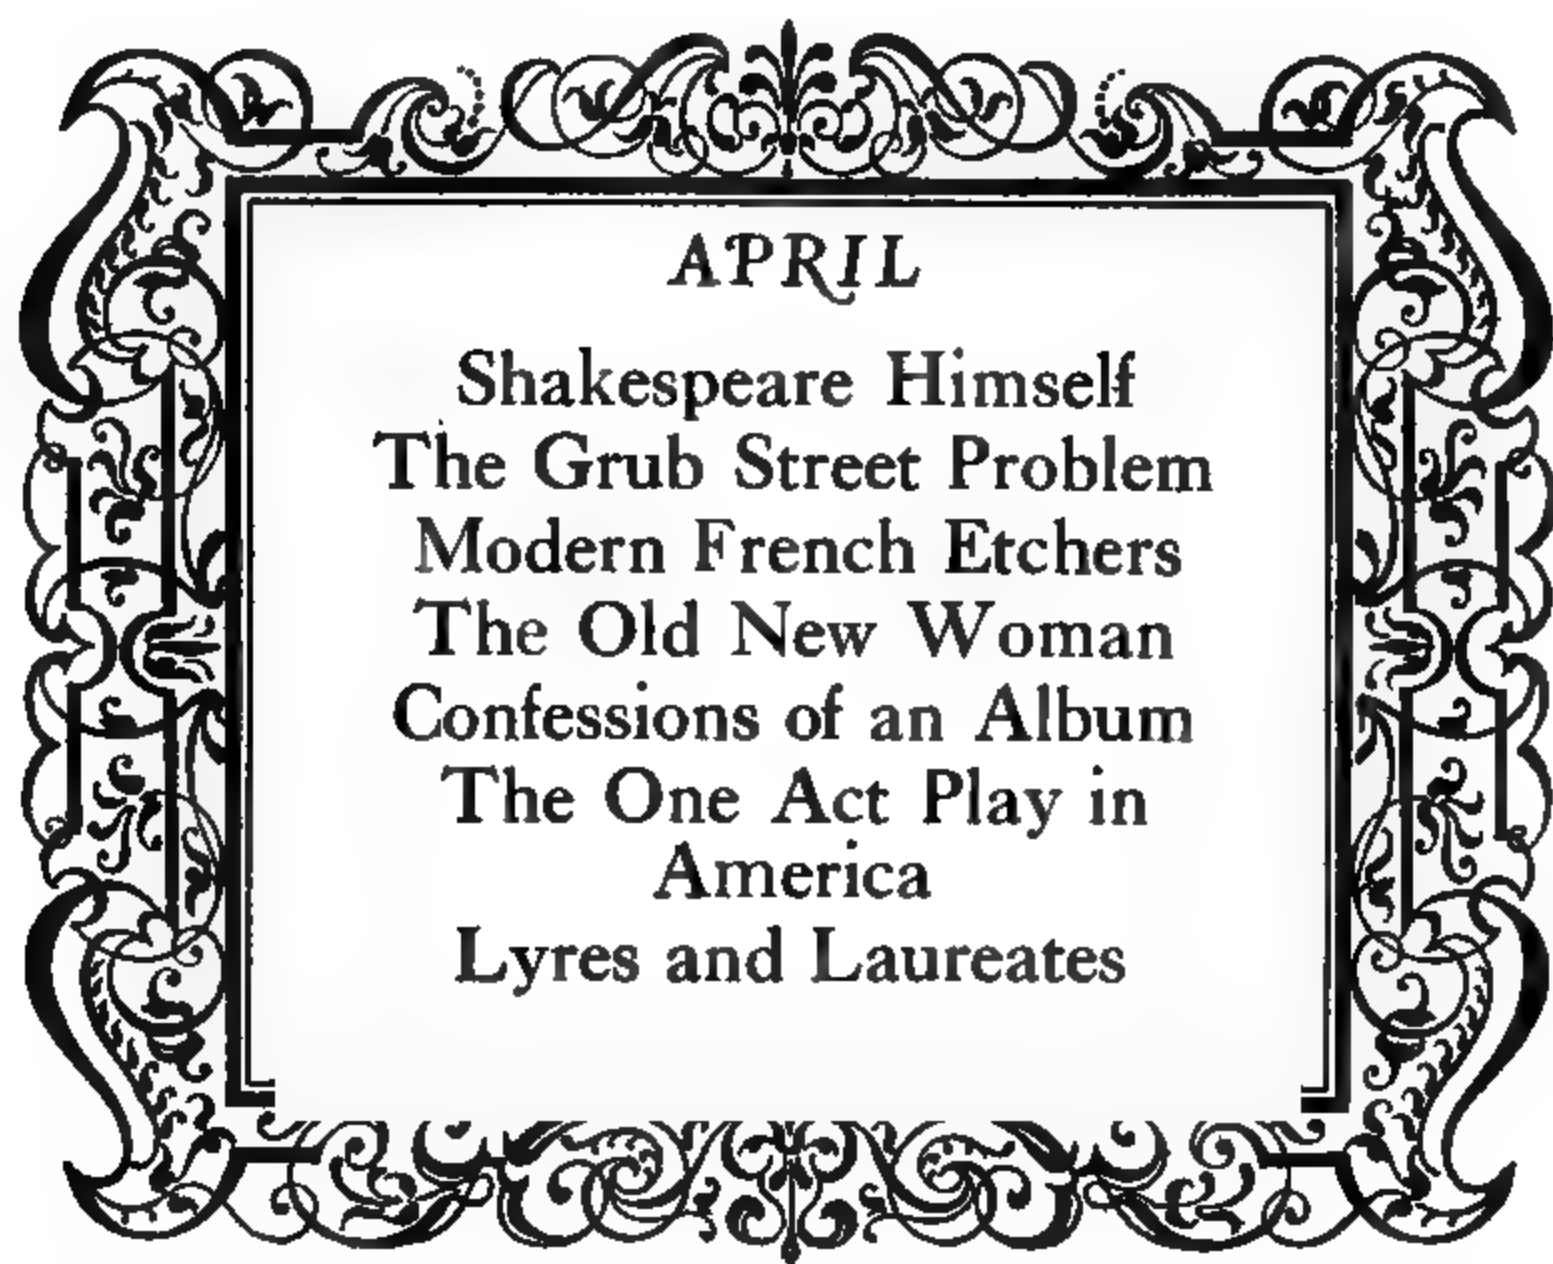 APRIL
Shakespeare Himself
The Grub Street Problem
Modern French Etchers
The Old New Woman
Confessions of an Album
The One Act Play in
America
Lyres and Laureates